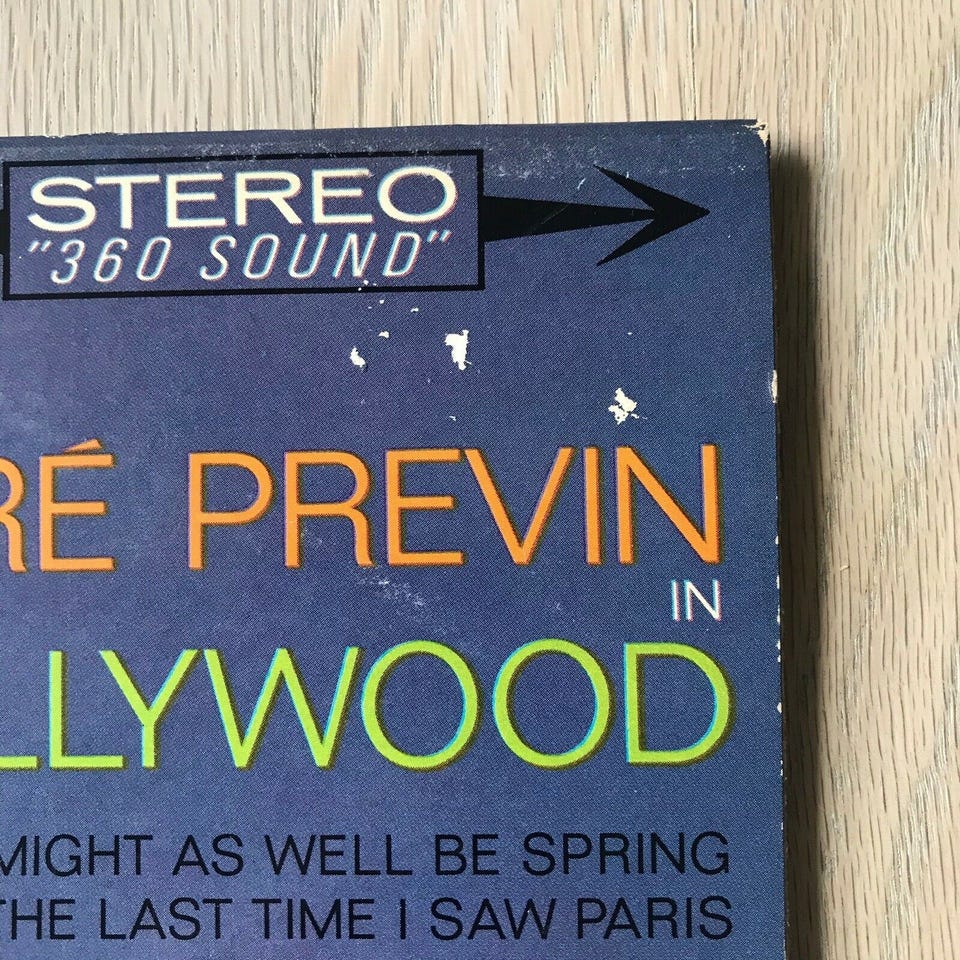 STEREO
"360 SOUND"
RÉ PREVIN
IN
LLYWOOD
MIGHT AS WELL BE SPRING
THE LAST TIME I SAW PARIS